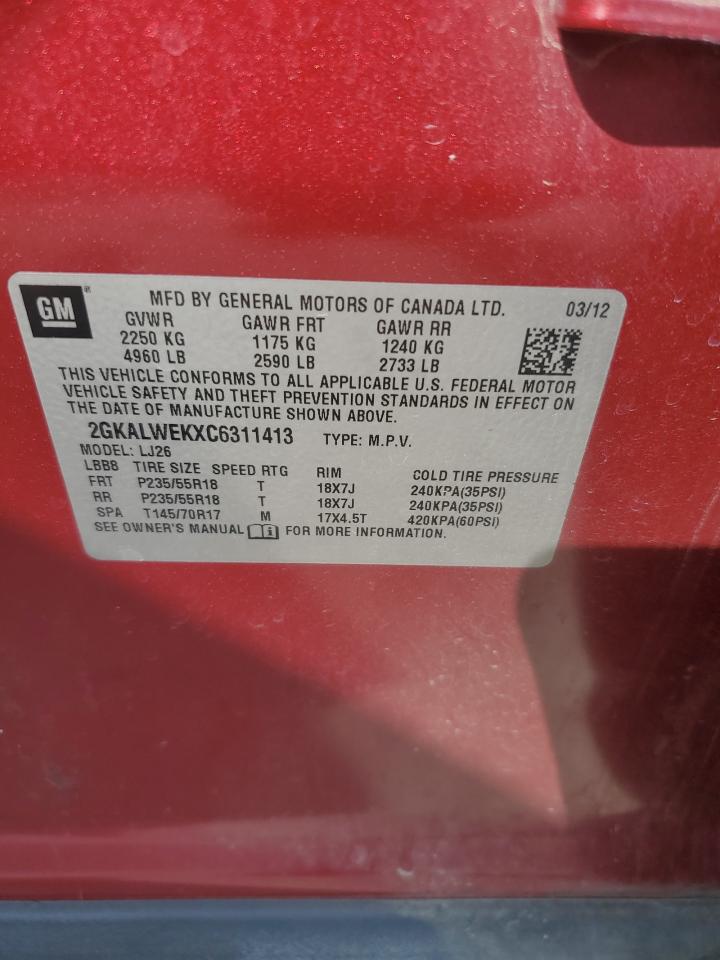 GM® MFD BY GENERAL MOTORS OF CANADA LTD. 03/12
GVWR GAWR FRT GAWR RR
2250 KG 1175 KG 1240 KG
4960 LB 2590 LB 2733 LB
THIS VEHICLE CONFORMS TO ALL APPLICABLE U.S. FEDERAL MOTOR
VEHICLE SAFETY AND THEFT PREVENTION STANDARDS IN EFFECT ON
THE DATE OF MANUFACTURE SHOWN ABOVE.
2GKALWEKXC6311413 TYPE: M.P.V.
MODEL: LJ26
LBB8 TIRE SIZE SPEED RTG RIM COLD TIRE PRESSURE
FRT P235/55R18 T 18X7J 240KPA(35PSI)
RR P235/55R18 T 18X7J 240KPA(35PSI)
SPA T145/70R17 M 17X4.5T 420KPA(60PSI)
SEE OWNER'S MANUAL i FOR MORE INFORMATION.